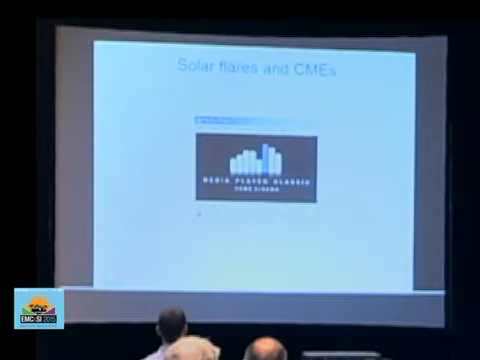 Solar flares and CMEs
MEDIA PLAYER CLASSIC
HOME CINEMA
EMC SI 2015